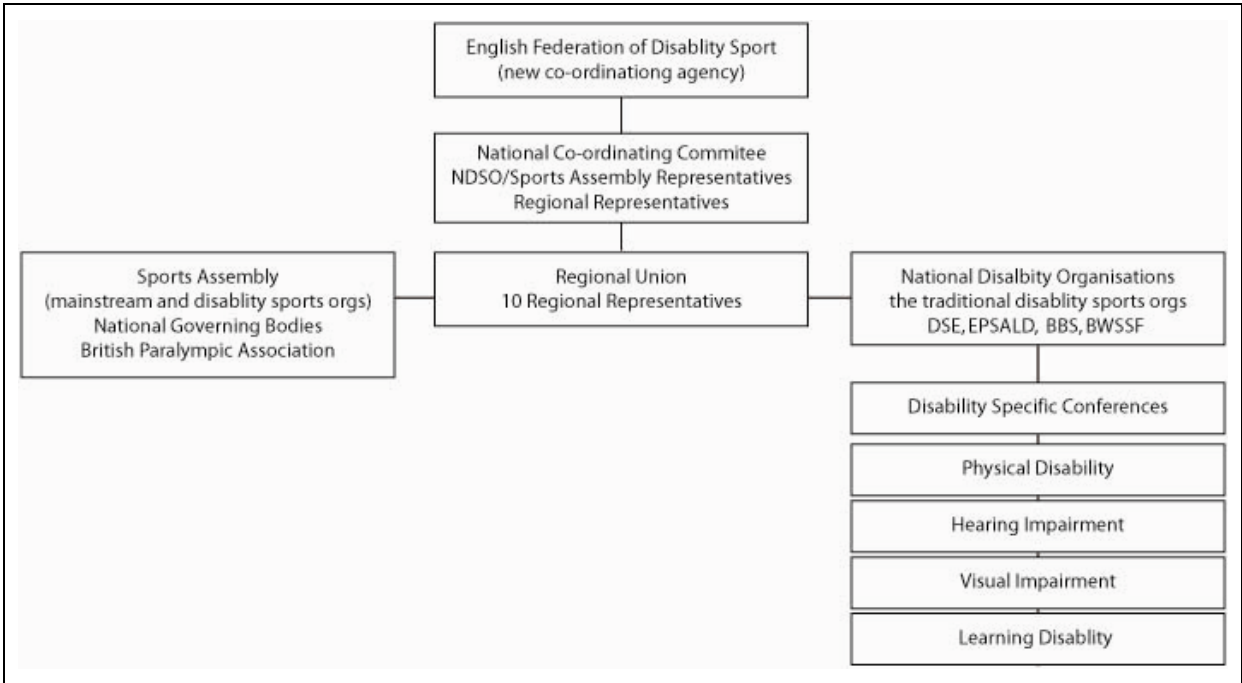 English Federation of Disablity Sport
(new co-ordinationg agency)
National Co-ordinating Commitee
NDSO/Sports Assembly Representatives
Regional Representatives
Sports Assembly
(mainstream and disablity sports orgs)
National Governing Bodies
British Paralympic Association
Regional Union
10 Regional Representatives
National Disalbity Organisations
the traditional disablity sports orgs
DSE, EPSALD, BBS, BWSSF
Disability Specific Conferences
Physical Disability
Hearing Impairment
Visual Impairment
Learning Disablity